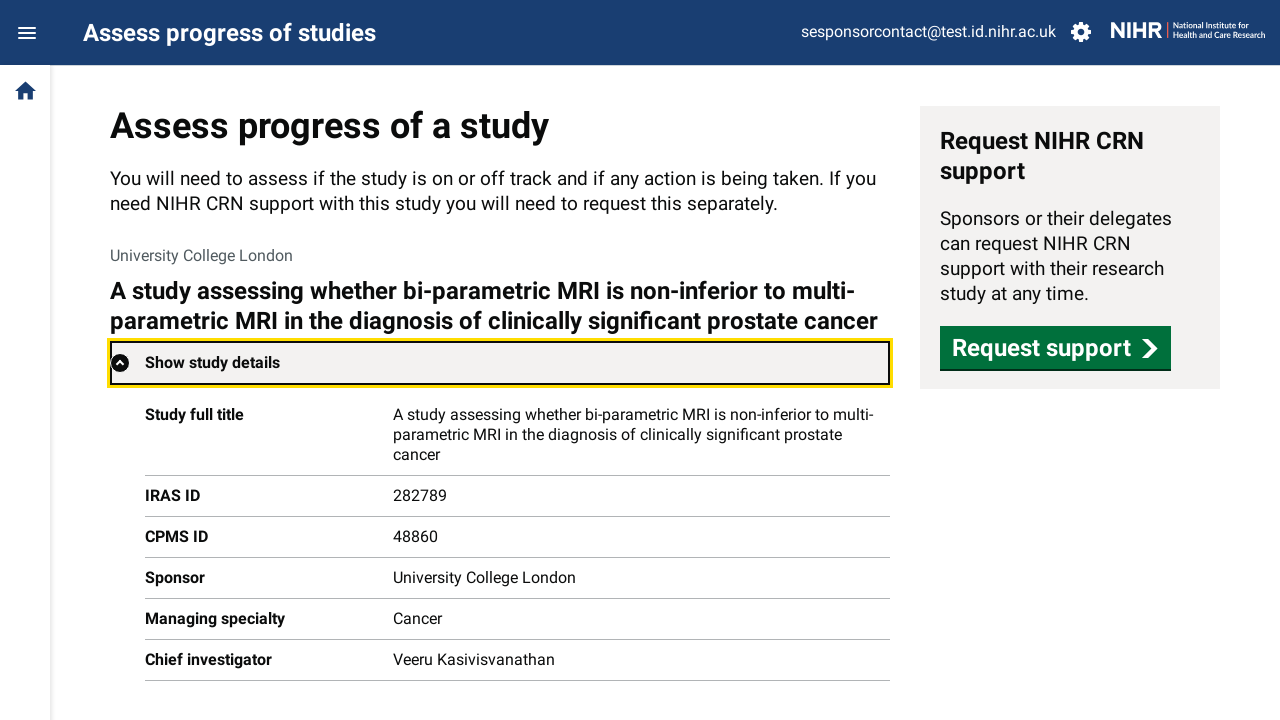 Assess progress of studies
sesponsorcontact@test.id.nihr.ac.uk
NIHR
National Institute for
Health and Care Research
Assess progress of a study
You will need to assess if the study is on or off track and if any action is being taken. If you
need NIHR CRN support with this study you will need to request this separately.
University College London
A study assessing whether bi-parametric MRI is non-inferior to multi-
parametric MRI in the diagnosis of clinically significant prostate cancer
Show study details
Study full title
A study assessing whether bi-parametric MRI is non-inferior to multi-
parametric MRI in the diagnosis of clinically significant prostate
cancer
IRAS ID
282789
CPMS ID
48860
Sponsor
University College London
Managing specialty
Cancer
Chief investigator
Veeru Kasivisvanathan
Request NIHR CRN
support
Sponsors or their delegates
can request NIHR CRN
support with their research
study at any time.
Request support